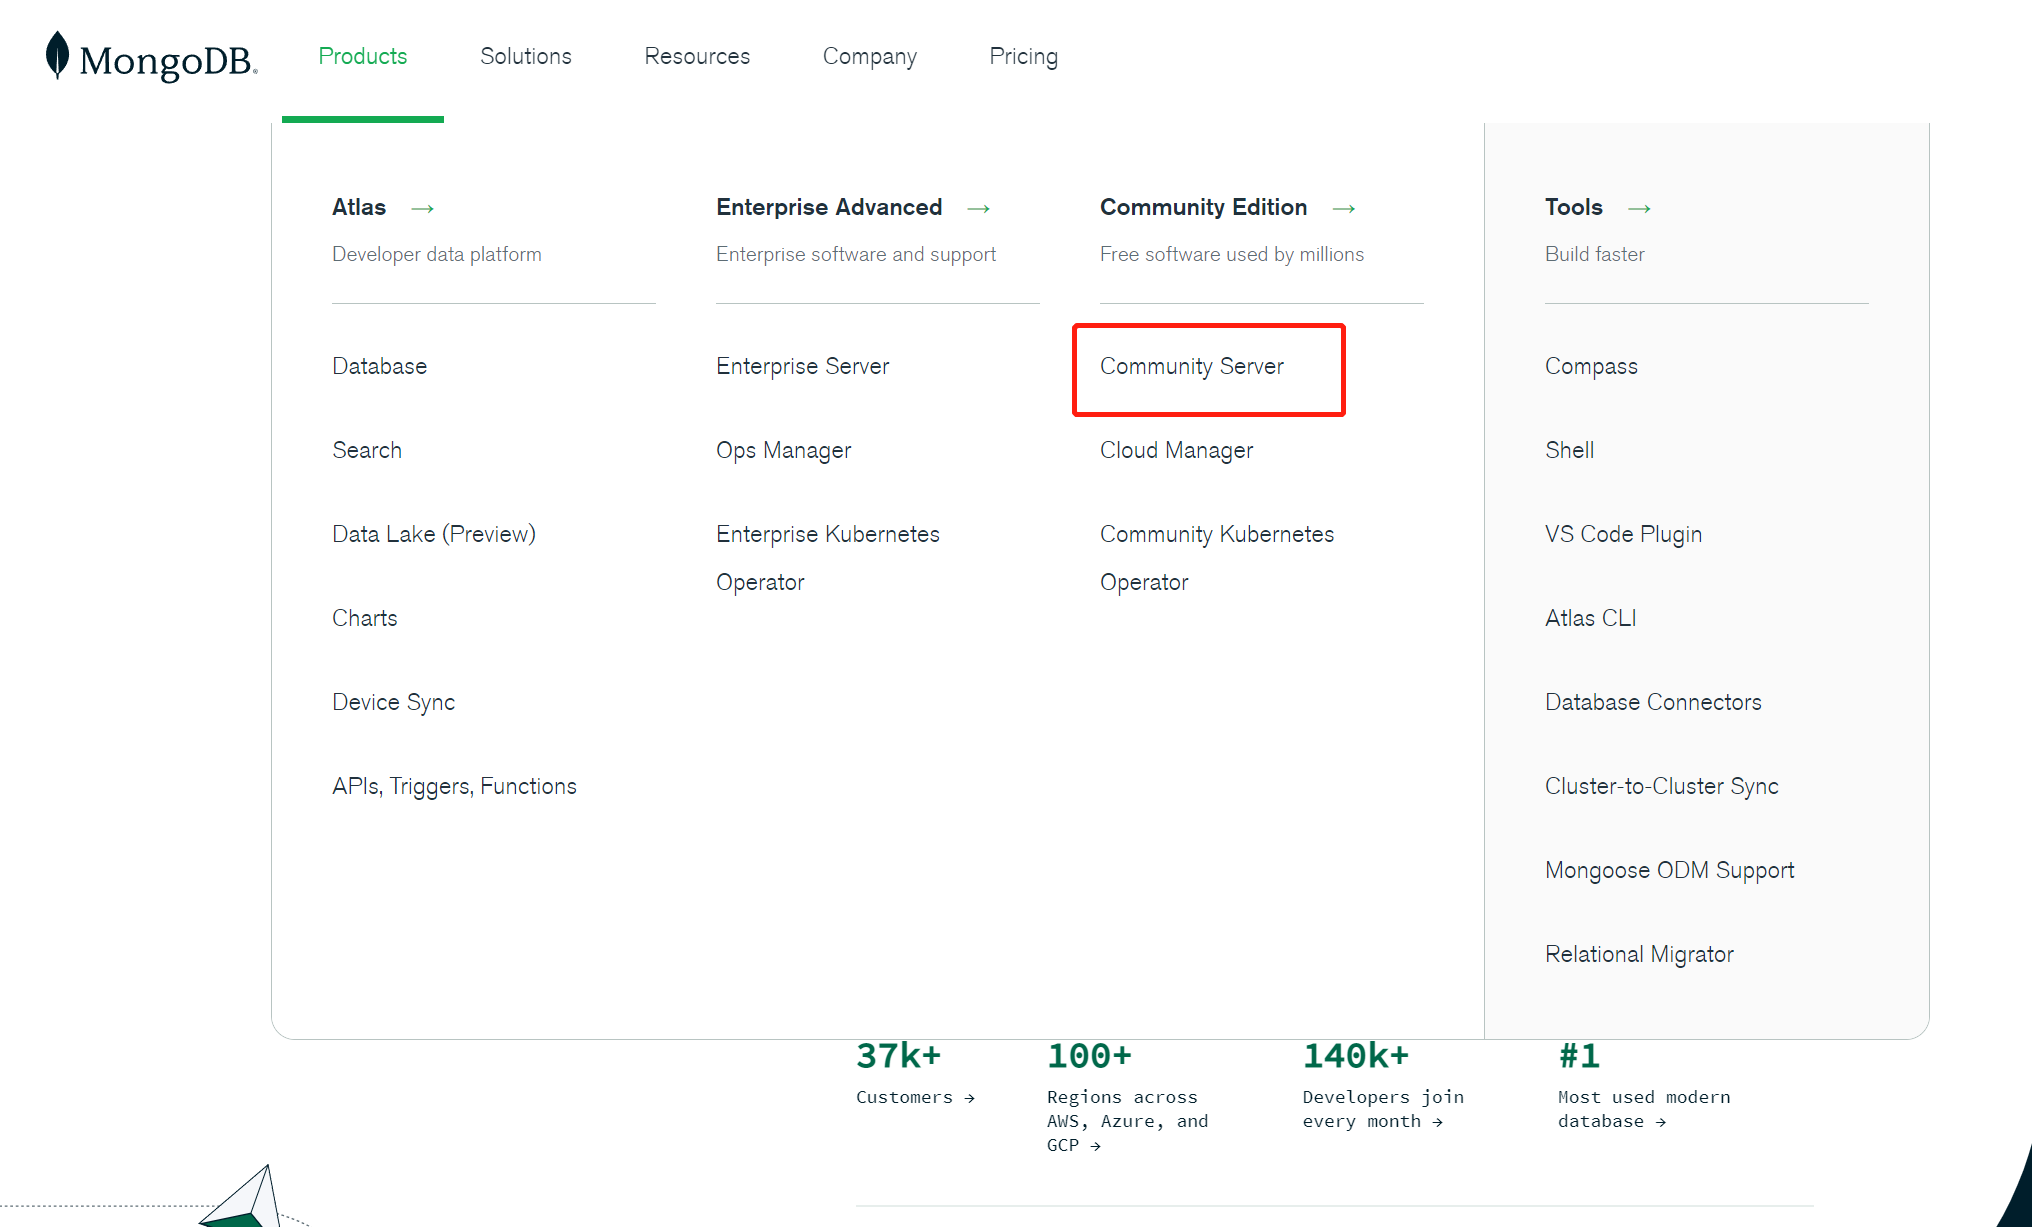 MongoDB®
Products
Solutions
Resources
Company
Pricing
Atlas →
Developer data platform
Database
Search
Data Lake (Preview)
Charts
Device Sync
APIs, Triggers, Functions
Enterprise Advanced →
Enterprise software and support
Enterprise Server
Ops Manager
Enterprise Kubernetes
Operator
Community Edition →
Free software used by millions
Community Server
Cloud Manager
Community Kubernetes
Operator
Tools →
Build faster
Compass
Shell
VS Code Plugin
Atlas CLI
Database Connectors
Cluster-to-Cluster Sync
Mongoose ODM Support
Relational Migrator
37k+
Customers →
100+
Regions across
AWS, Azure, and
GCP →
140k+
Developers join
every month →
#1
Most used modern
database →